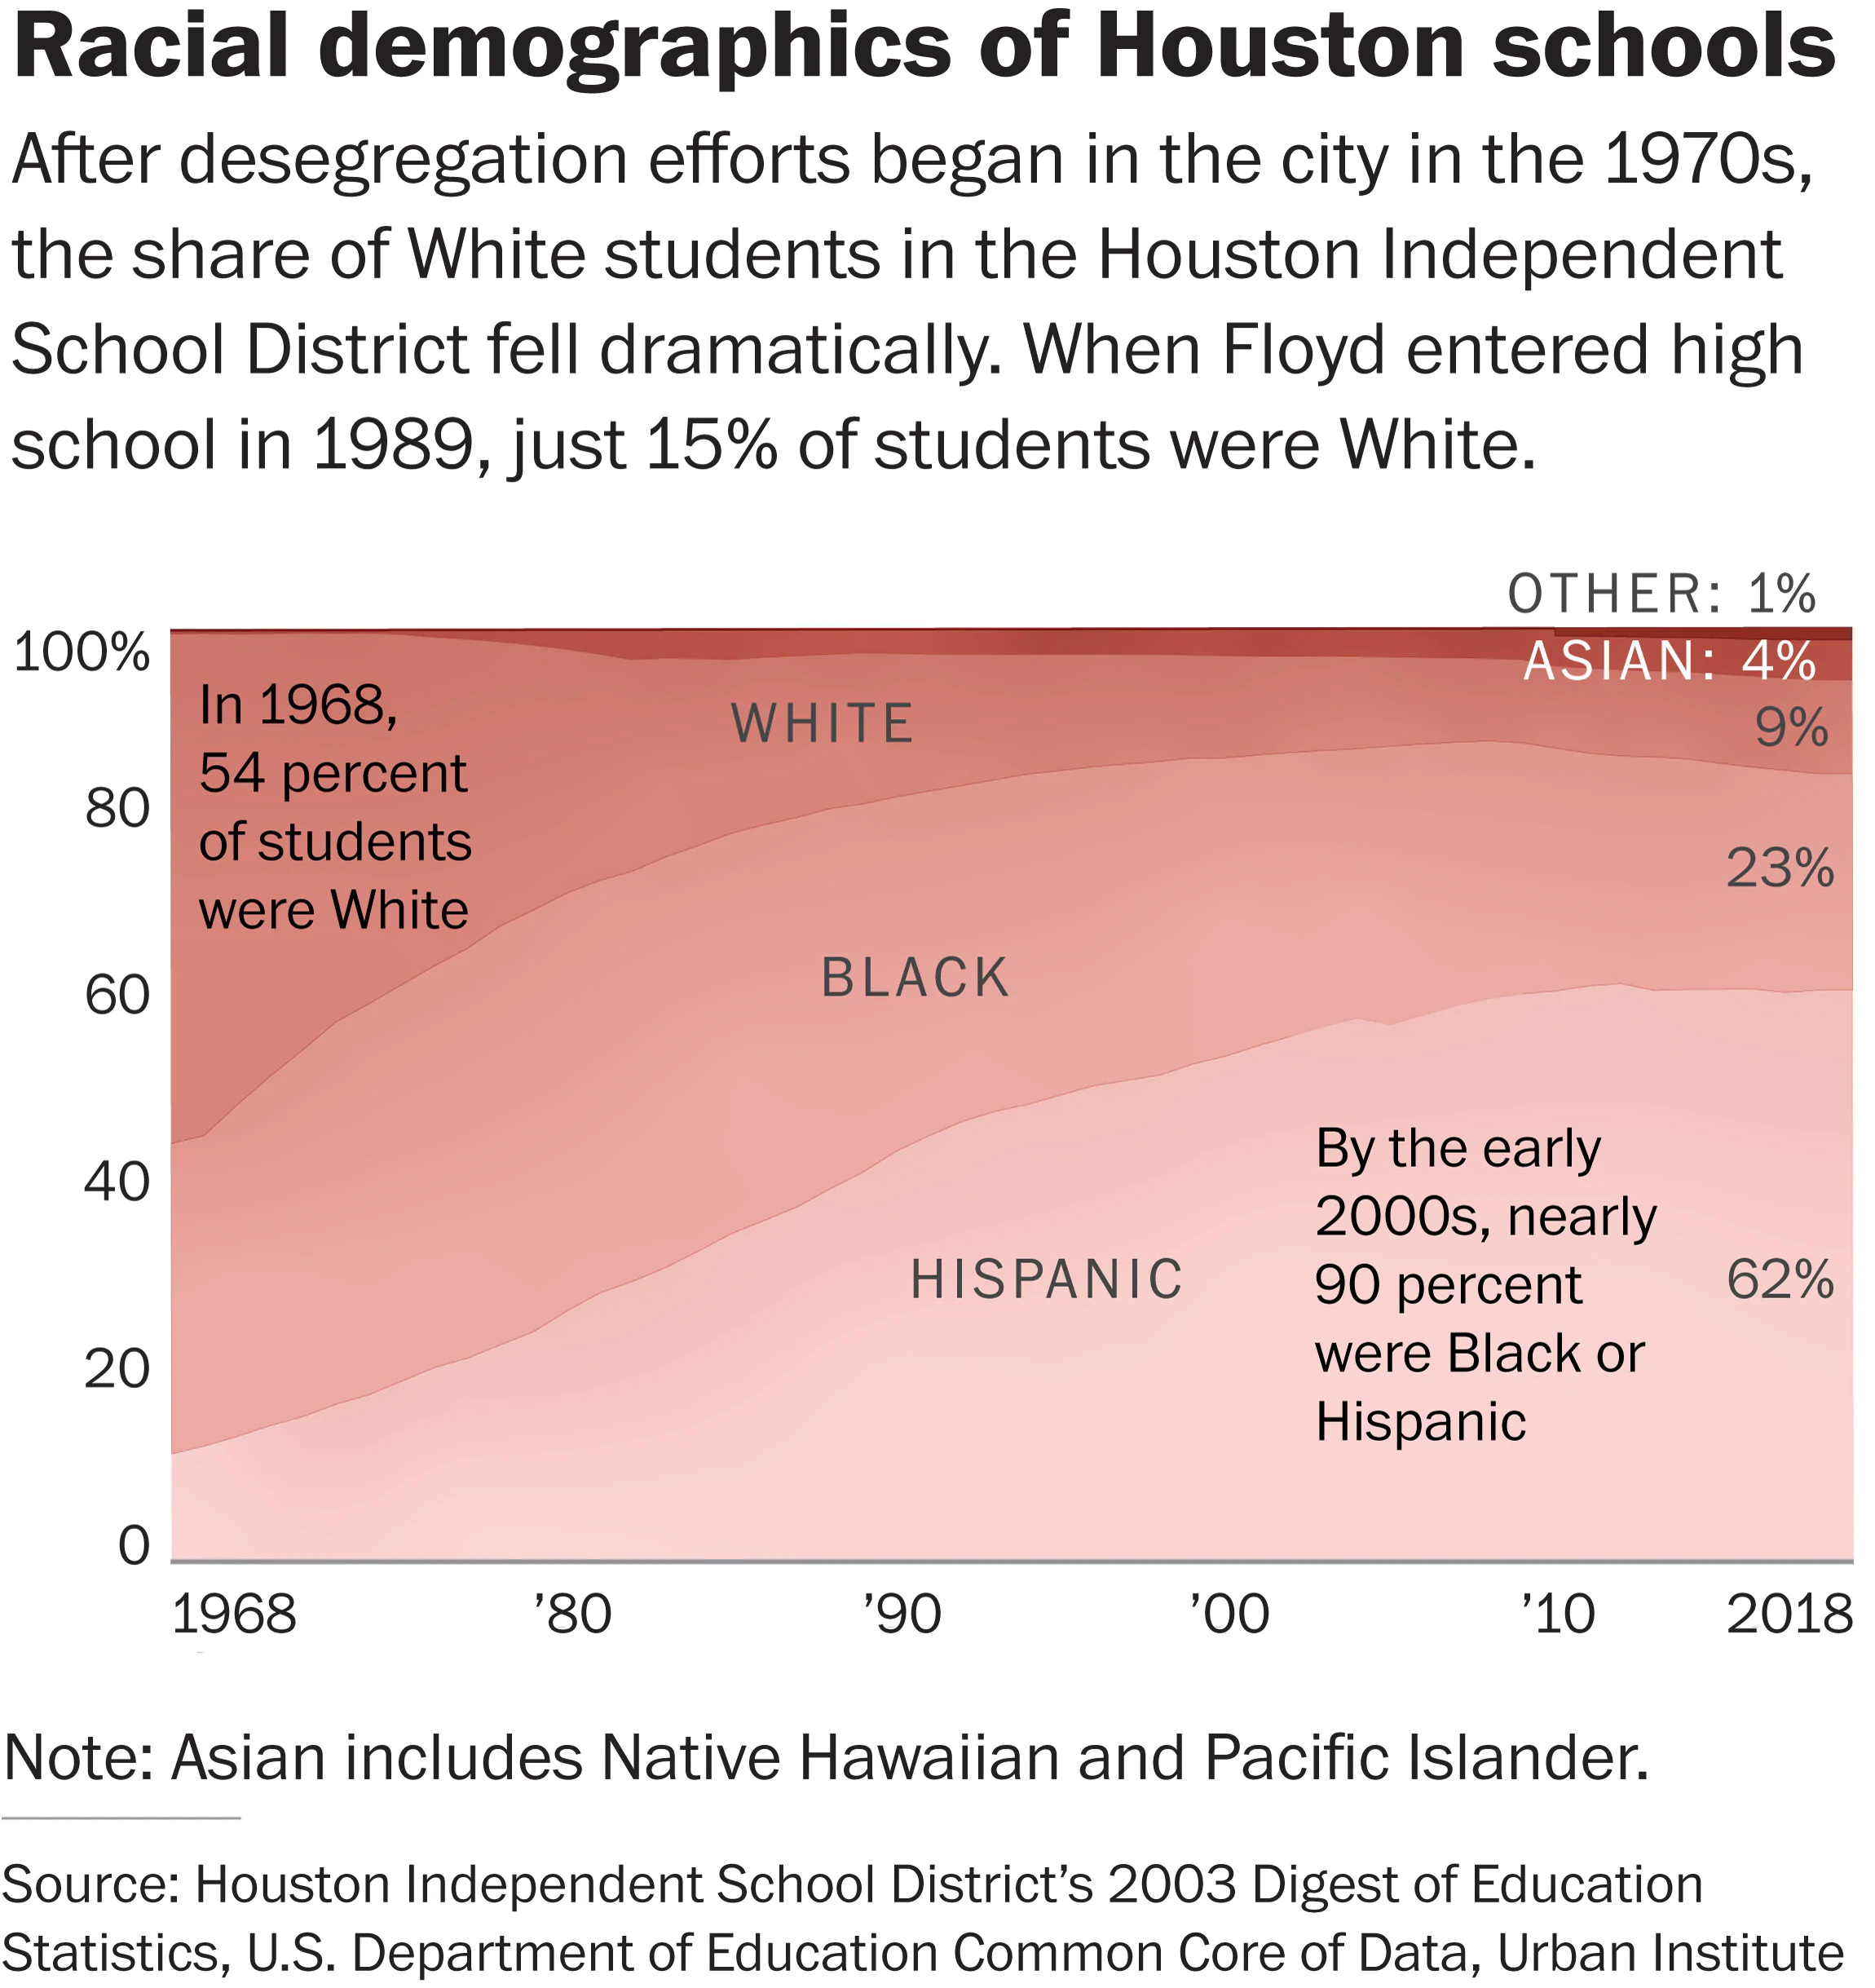 Racial demographics of Houston schools
After desegregation efforts began in the city in the 1970s,
the share of White students in the Houston Independent
School District fell dramatically. When Floyd entered high
school in 1989, just 15% of students were White.
OTHER: 1%
100%
ASIAN: 4%
In 1968,
54 percent
of students
were White
WHITE
9%
80
23%
BLACK
60
40
By the early
2000s, nearly
90 percent
were Black or
Hispanic
HISPANIC
62%
20
0
1968 ’80 ’90 ’00 ’10 2018
Note: Asian includes Native Hawaiian and Pacific Islander.
Source: Houston Independent School District’s 2003 Digest of Education
Statistics, U.S. Department of Education Common Core of Data, Urban Institute